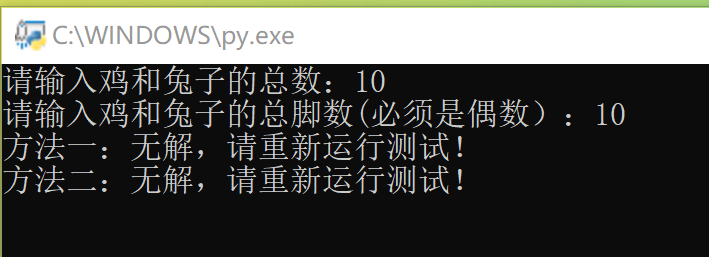 C:\WINDOWS\py.exe
请输入鸡和兔子的总数：10
请输入鸡和兔子的总脚数(必须是偶数）：10
方法一：无解，请重新运行测试！
方法二：无解，请重新运行测试！